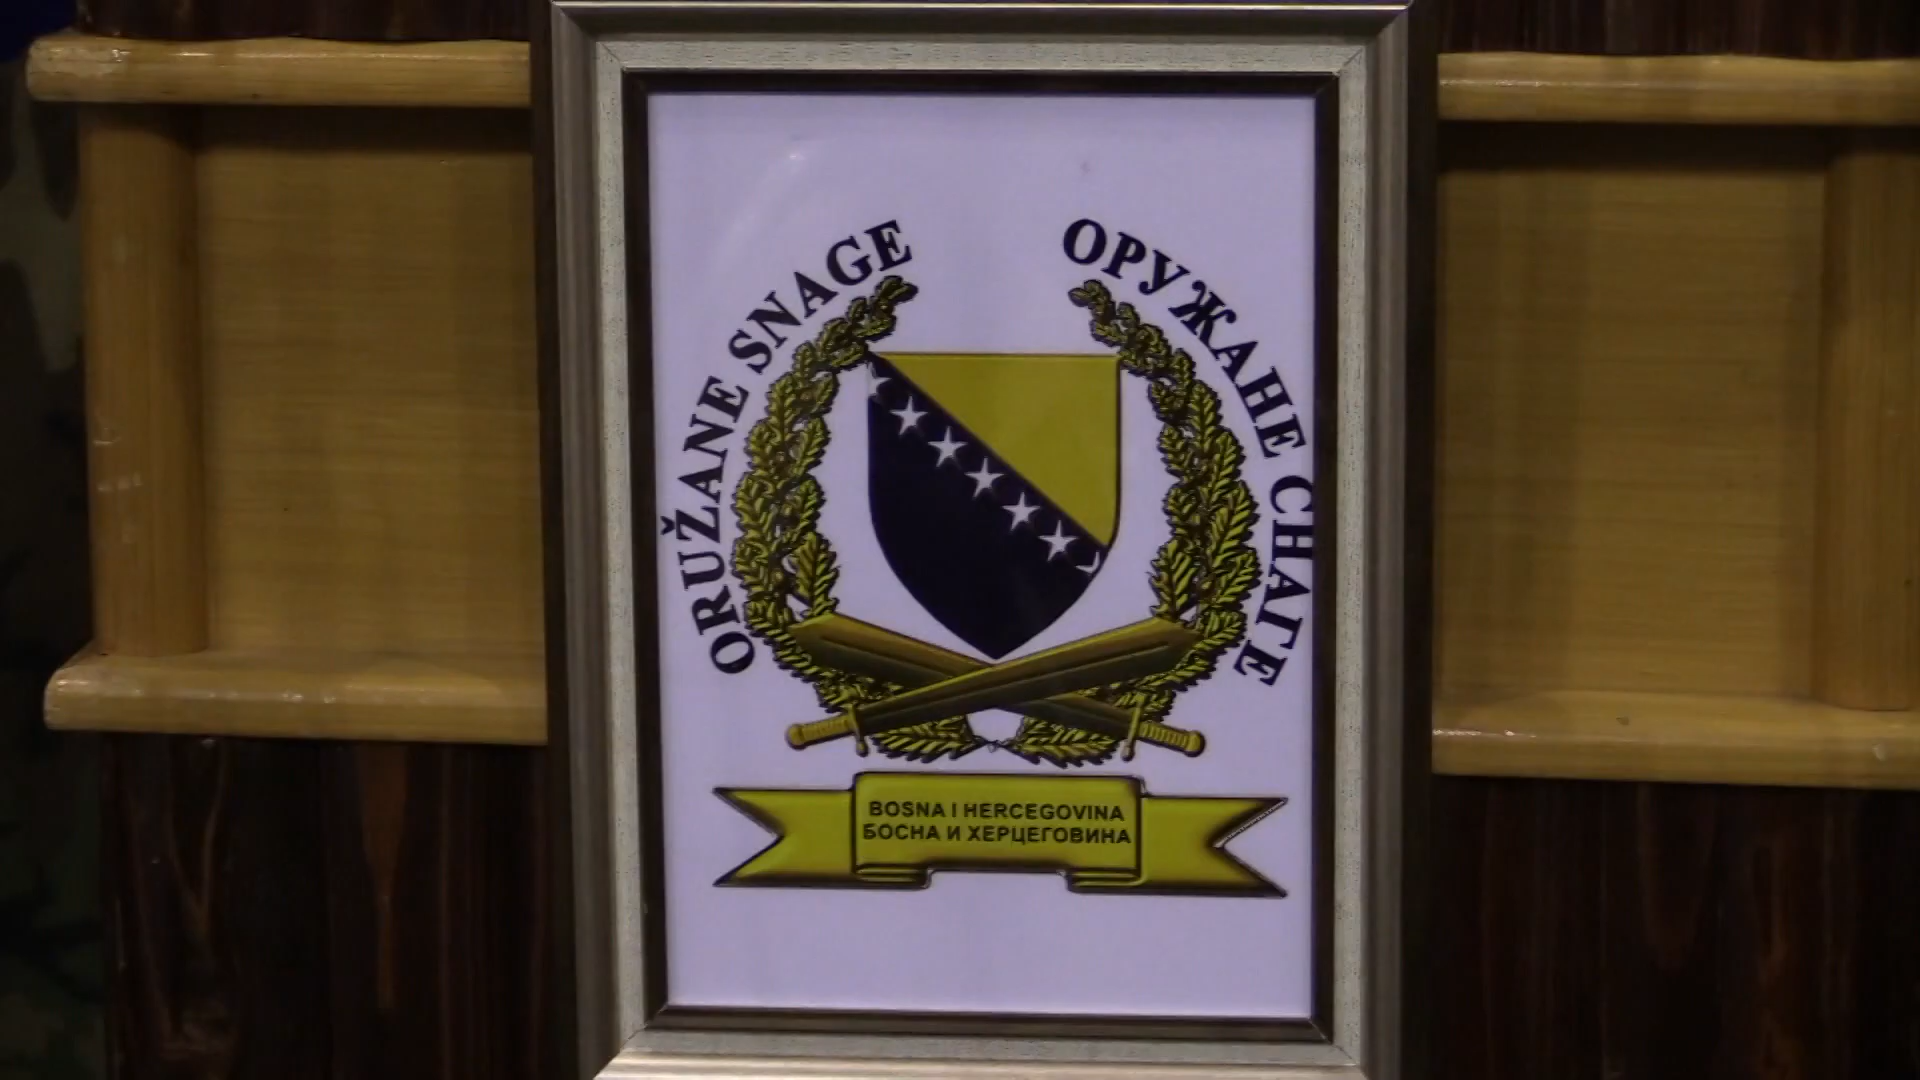 ORUŽANE SNAGE
ОРУЖАНЕ СНАГЕ
BOSNA I HERCEGOVINA
БОСНА И ХЕРЦЕГОВИНА